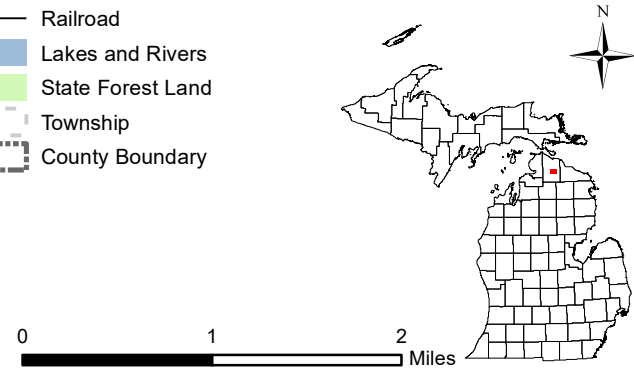 Railroad
Lakes and Rivers
State Forest Land
Township
County Boundary
N
0 1 2
Miles